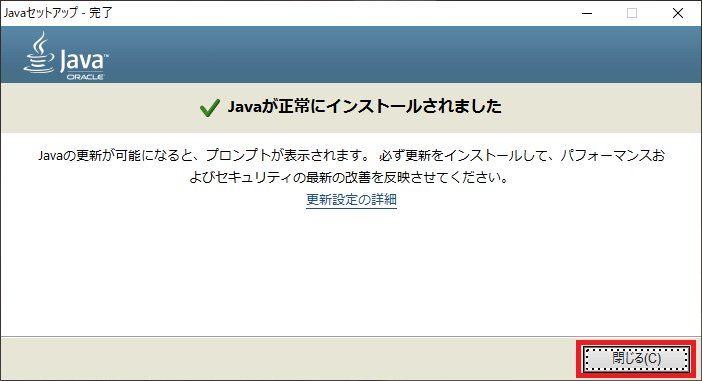 Javaセットアップ - 完了
Java™
ORACLE
Javaが正常にインストールされました
Javaの更新が可能になると、プロンプトが表示されます。 必ず更新をインストールして、パフォーマンスお
よびセキュリティの最新の改善を反映させてください。
更新設定の詳細
閉じる(C)